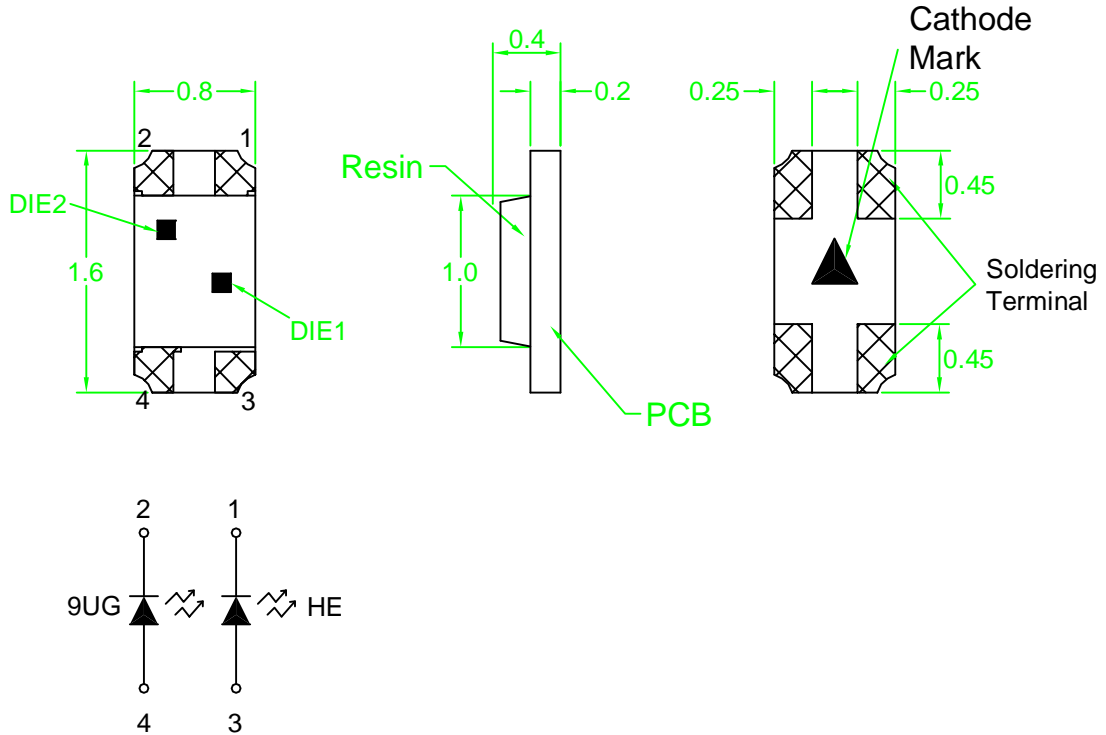 Cathode
Mark
0.4
0.8
0.2
0.25
0.25
2
1
Resin
0.45
DIE2
1.6
1.0
Soldering
Terminal
DIE1
0.45
4
3
PCB
2
1
9UG
HE
4
3